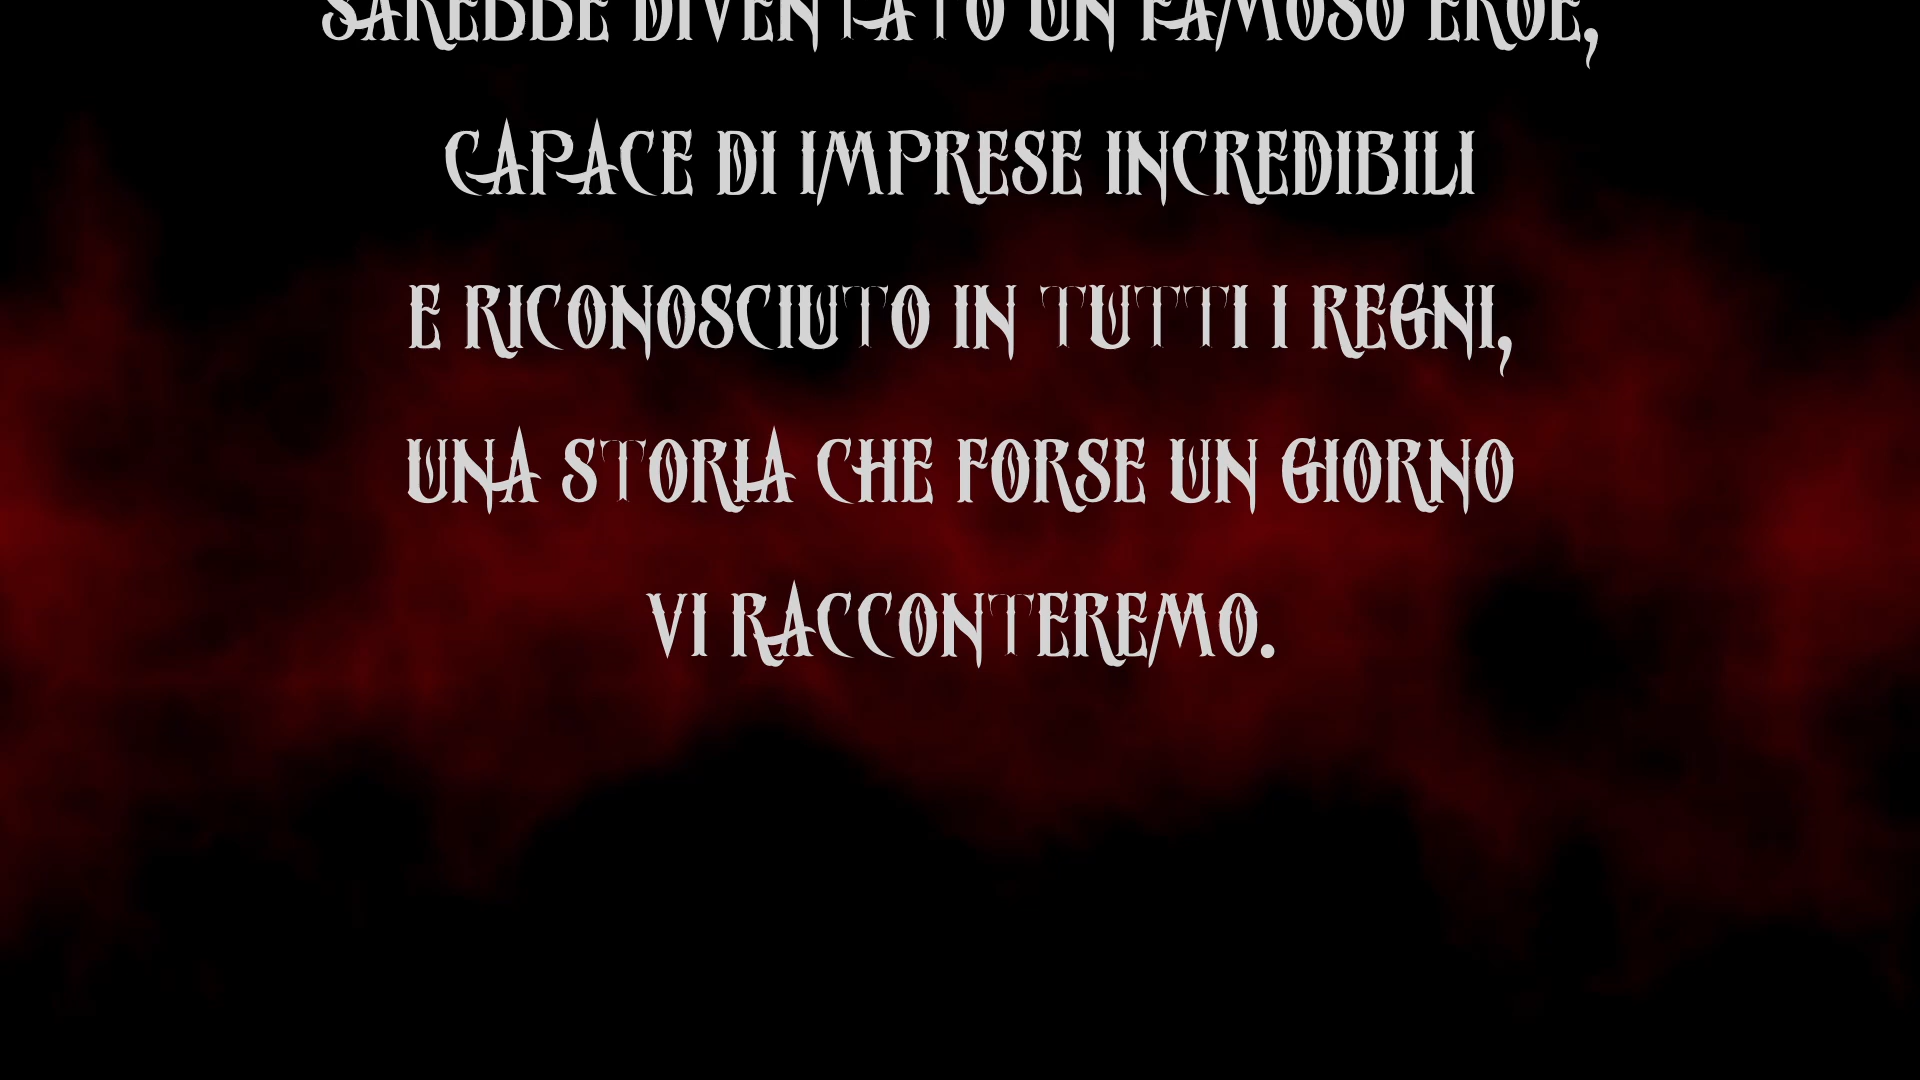 SAREBBE DIVENTATO UN FAMOSO EROE,
CAPACE DI IMPRESE INCREDIBILI
E RICONOSCIUTO IN TUTTI I REGNI,
UNA STORIA CHE FORSE UN GIORNO
VI RACCONTEREMO.